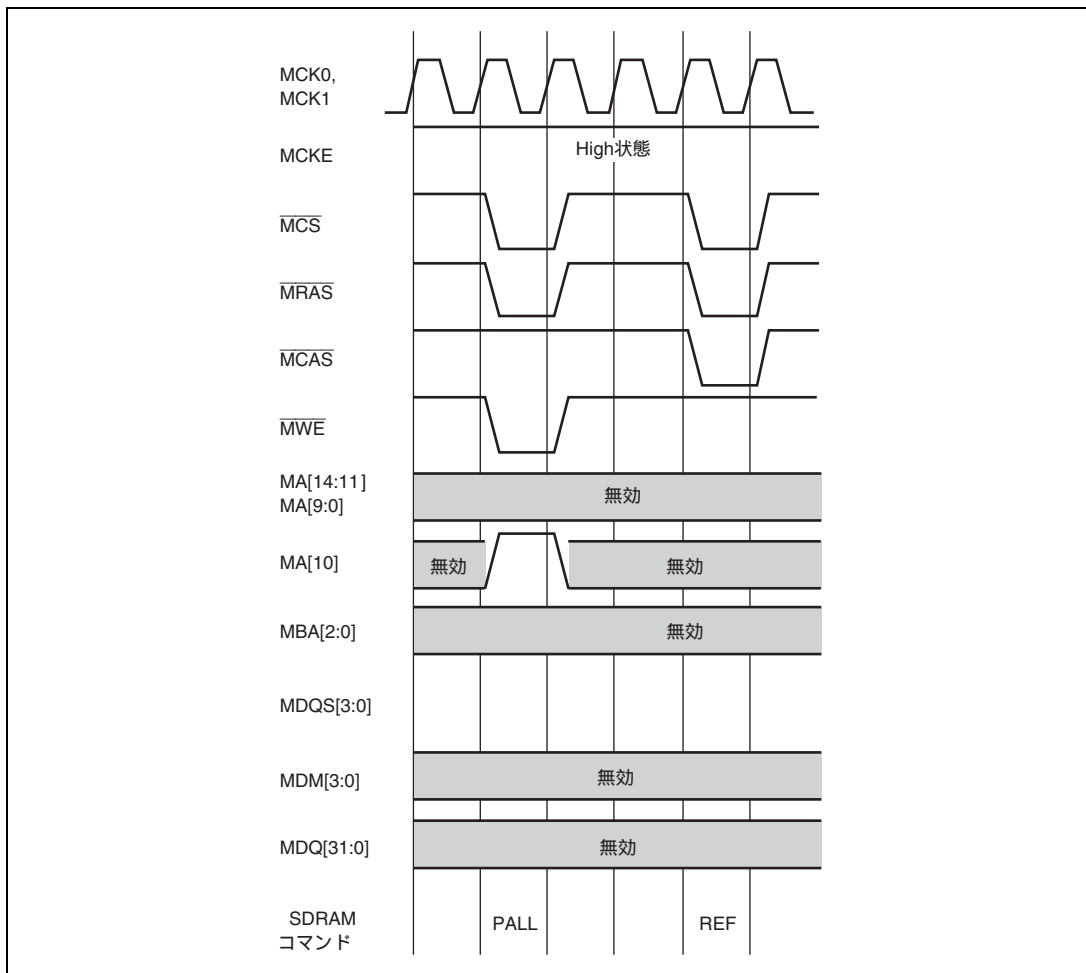 MCK0,
MCK1
MCKE
High状態
MCS
MRAS
MCAS
MWE
MA[14:11]
MA[9:0]
無効
MA[10]
無効
無効
MBA[2:0]
無効
MDQS[3:0]
MDM[3:0]
無効
MDQ[31:0]
無効
SDRAM
コマンド
PALL
REF